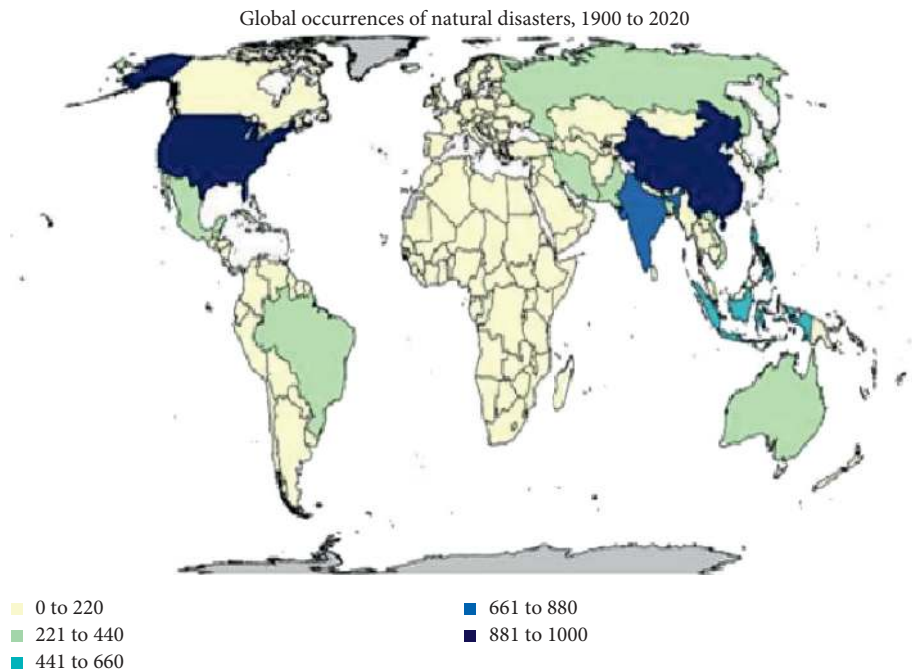 Global occurrences of natural disasters, 1900 to 2020
0 to 220
221 to 440
441 to 660
661 to 880
881 to 1000